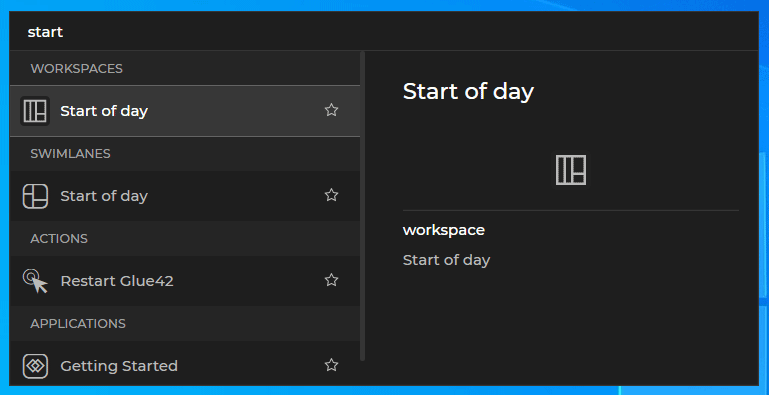 start
WORKSPACES
Start of day
SWIMLANES
Start of day
ACTIONS
Restart Glue42
APPLICATIONS
Getting Started
Start of day
workspace
Start of day